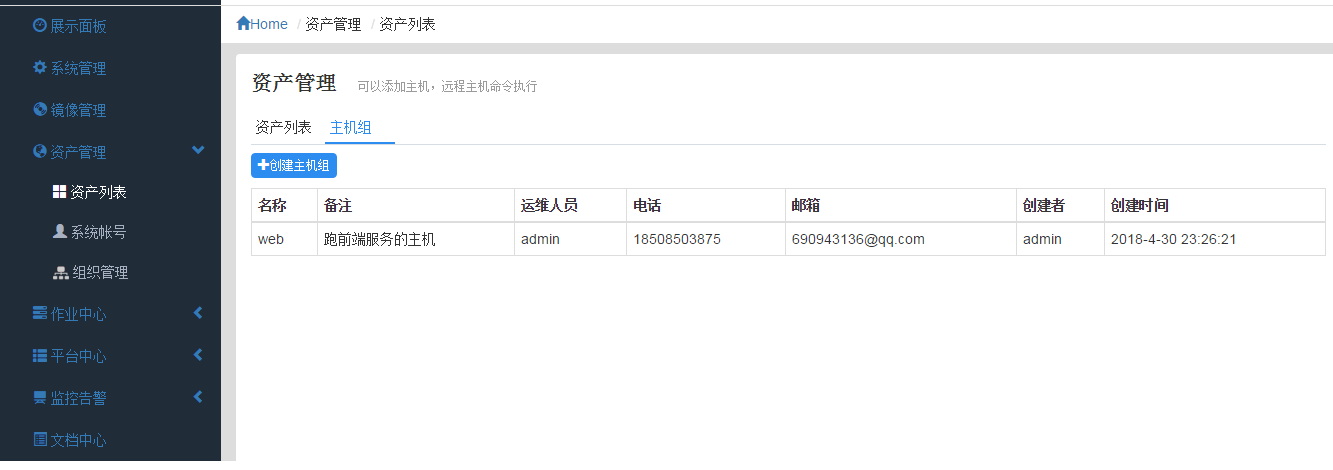 展示面板
系统管理
镜像管理
资产管理
资产列表
系统帐号
组织管理
作业中心
平台中心
监控告警
文档中心
Home / 资产管理 / 资产列表
资产管理 可以添加主机，远程主机命令执行
资产列表 主机组
创建主机组
名称 备注 运维人员 电话 邮箱 创建者 创建时间
web 跑前端服务的主机 admin 18508503875 690943136@qq.com admin 2018-4-30 23:26:21